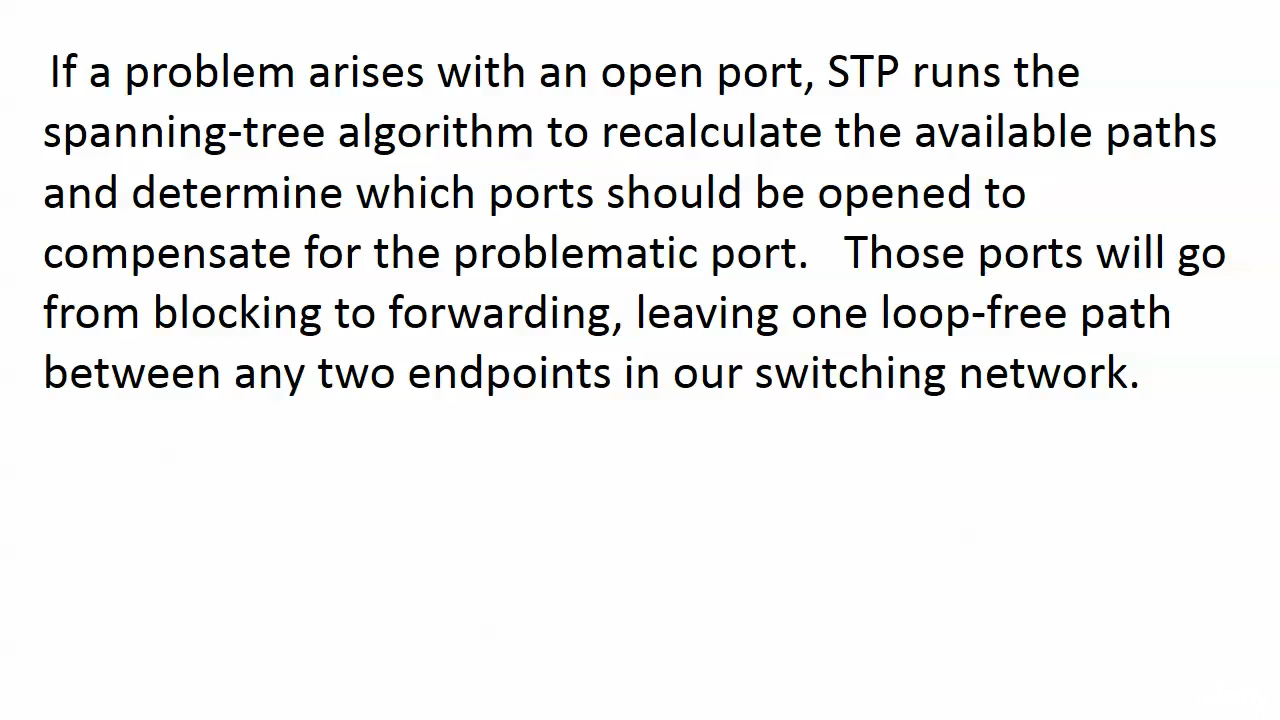 If a problem arises with an open port, STP runs the
spanning-tree algorithm to recalculate the available paths
and determine which ports should be opened to
compensate for the problematic port.   Those ports will go
from blocking to forwarding, leaving one loop-free path
between any two endpoints in our switching network.